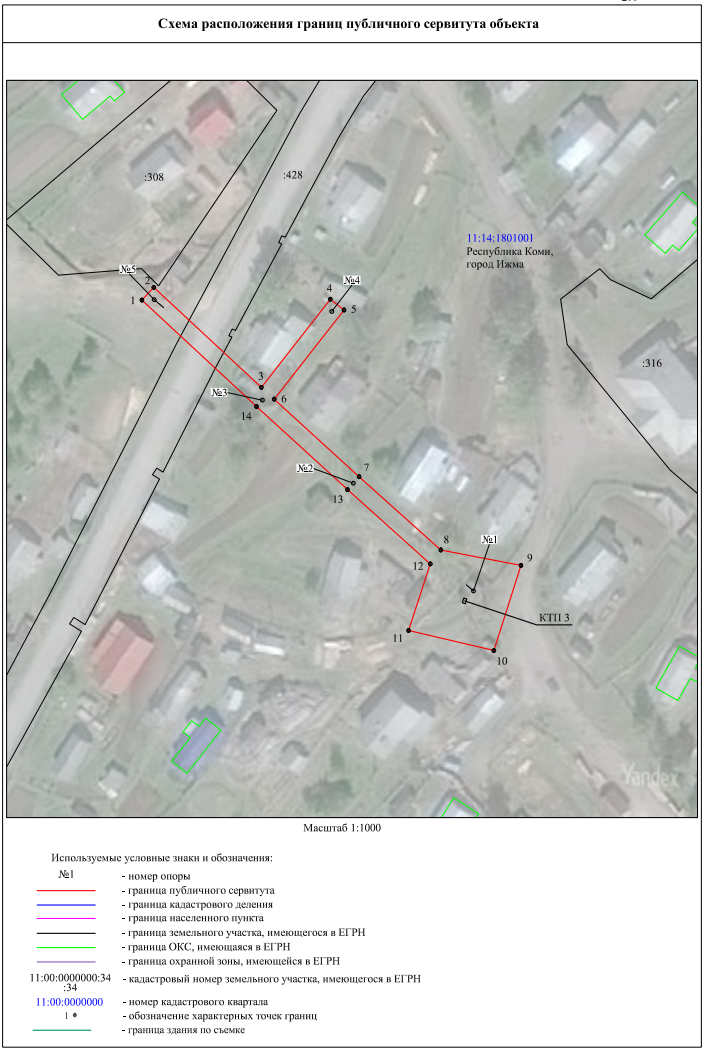 Схема расположения границ публичного сервитута объекта
:308
:428
11:14:1801001
Республика Коми,
город Ижма
№5
2
1
4
№4
5
:316
3
№3
6
14
7
№2
13
8
№1
9
12
КТП 3
11
10
Yandex
Масштаб 1:1000
Используемые условные знаки и обозначения:
№1 - номер опоры
- граница публичного сервитута
- граница кадастрового деления
- граница населенного пункта
- граница земельного участка, имеющегося в ЕГРН
- граница ОКС, имеющаяся в ЕГРН
- граница охранной зоны, имеющейся в ЕГРН
11:00:0000000:34 - кадастровый номер земельного участка, имеющегося в ЕГРН
:34
11:00:0000000 - номер кадастрового квартала
1 - обозначение характерных точек границ
- граница здания по съемке